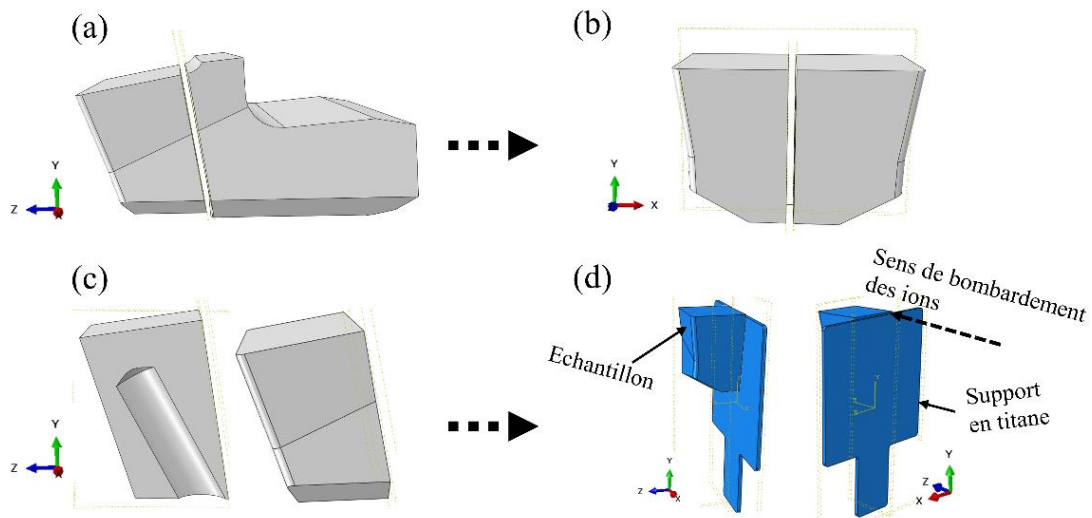 (a)
Y
Z
X
(b)
Y
X
(c)
Y
Z
X
(d)
Sens de bombardement
des ions
Echantillon
Support
en titane
Y
Z
X
Y
Z
X